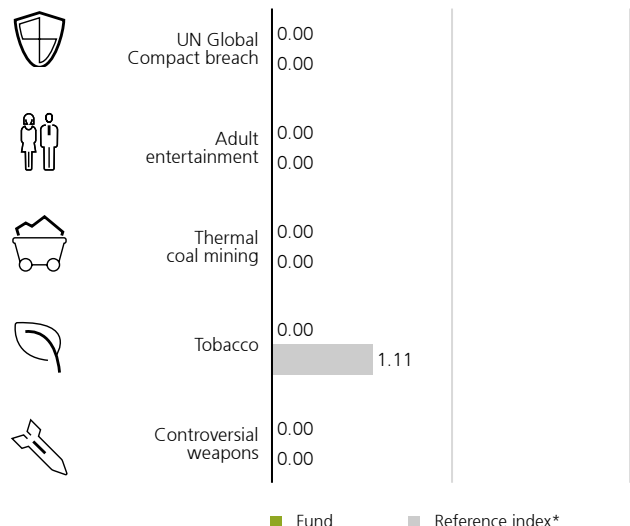 UN Global
Compact breach
0.00
0.00
Adult
entertainment
0.00
0.00
Thermal
coal mining
0.00
0.00
Tobacco
0.00
1.11
Controversial
weapons
0.00
0.00
Fund
Reference index*